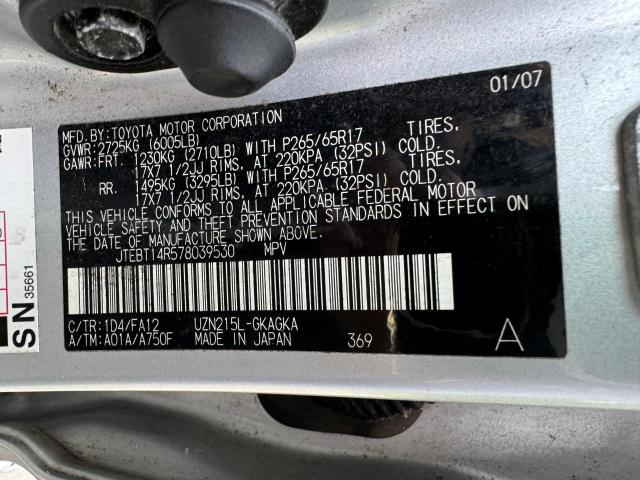 01/07
MFD.BY:TOYOTA MOTOR CORPORATION
GVWR:2725KG (6005LB)
GAWR:FRT. 1230KG (2710LB) WITH P265/65R17 TIRES,
17X7 1/2JJ RIMS, AT 220KPA (32PSI) COLD.
RR. 1495KG (3295LB) WITH P265/65R17 TIRES,
17X7 1/2JJ RIMS, AT 220KPA (32PSI) COLD.
THIS VEHICLE CONFORMS TO ALL APPLICABLE FEDERAL MOTOR
VEHICLE SAFETY AND THEFT PREVENTION STANDARDS IN EFFECT ON
THE DATE OF MANUFACTURE SHOWN ABOVE.
JTEBT14R578039530 MPV
C/TR:1D4/FA12 UZN215L-GKAGKA
A/TM:A01A/A750F MADE IN JAPAN 369 A
SN 35661